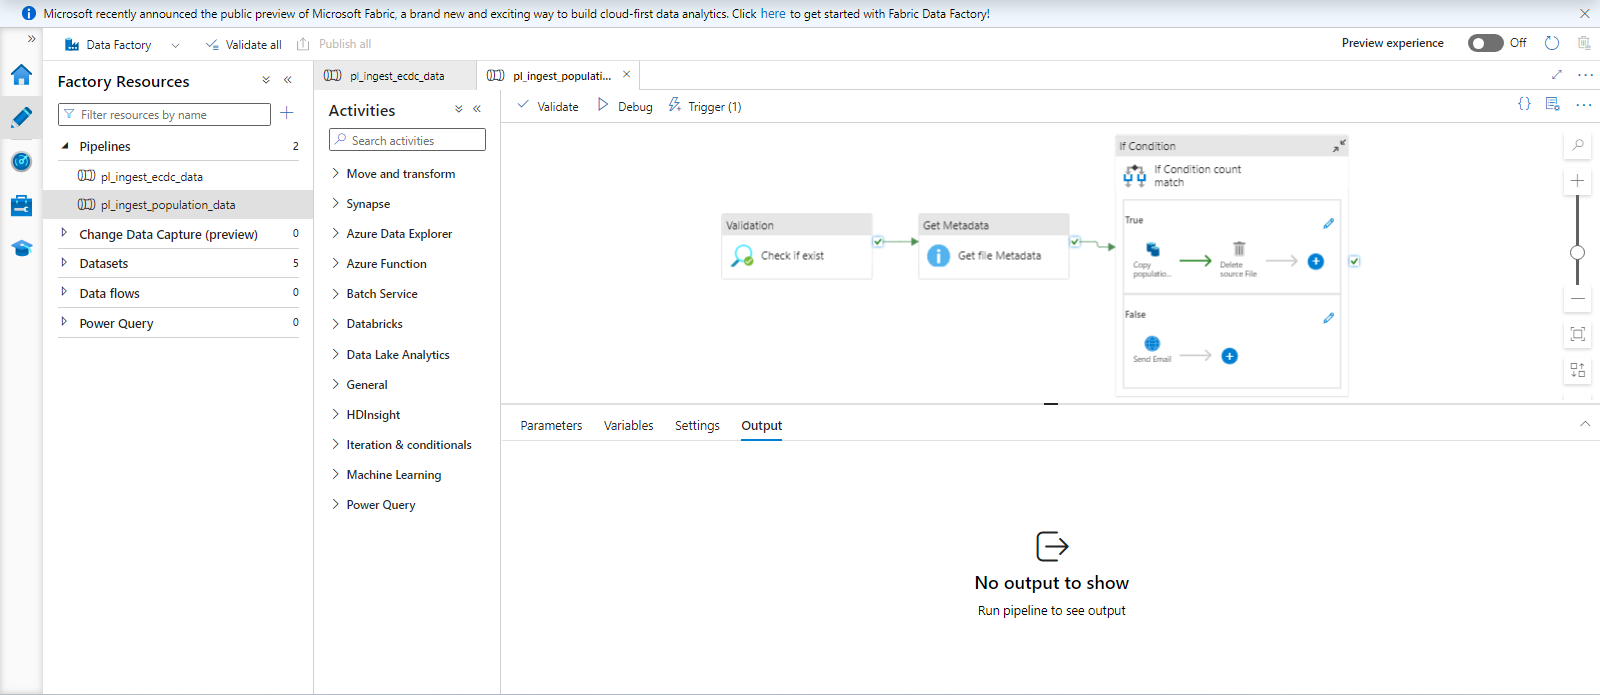 Microsoft recently announced the public preview of Microsoft Fabric, a brand new and exciting way to build cloud-first data analytics. Click here to get started with Fabric Data Factory!
Data Factory
Validate all
Publish all
Preview experience
Off
Factory Resources
Filter resources by name
Pipelines 2
pl_ingest_ecdc_data
pl_ingest_population_data
Change Data Capture (preview) 0
Datasets 5
Data flows 0
Power Query 0
pl_ingest_ecdc_data
pl_ingest_populati...
Activities
Search activities
Move and transform
Synapse
Azure Data Explorer
Azure Function
Batch Service
Databricks
Data Lake Analytics
General
HDInsight
Iteration & conditionals
Machine Learning
Power Query
Validate
Debug
Trigger (1)
Validation
Check if exist
Get Metadata
Get file Metadata
If Condition
If Condition count
match
True
Copy
populatio...
Delete
source File
False
Send Email
Parameters
Variables
Settings
Output
No output to show
Run pipeline to see output